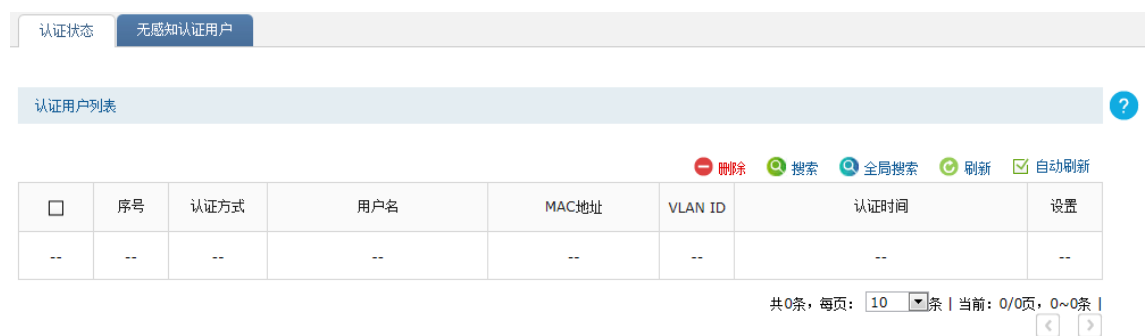 认证状态 无感知认证用户
认证用户列表
?
删除 搜索 全局搜索 刷新 自动刷新
序号 认证方式 用户名 MAC地址 VLAN ID 认证时间 设置
-- -- -- -- -- -- -- --
共0条，每页： 10 条 | 当前：0/0页，0~0条 |
< >